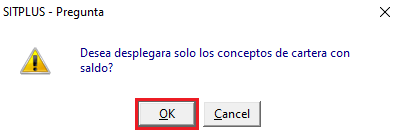 SITPLUS - Pregunta
Desea desplegara solo los conceptos de cartera con
saldo?
OK Cancel